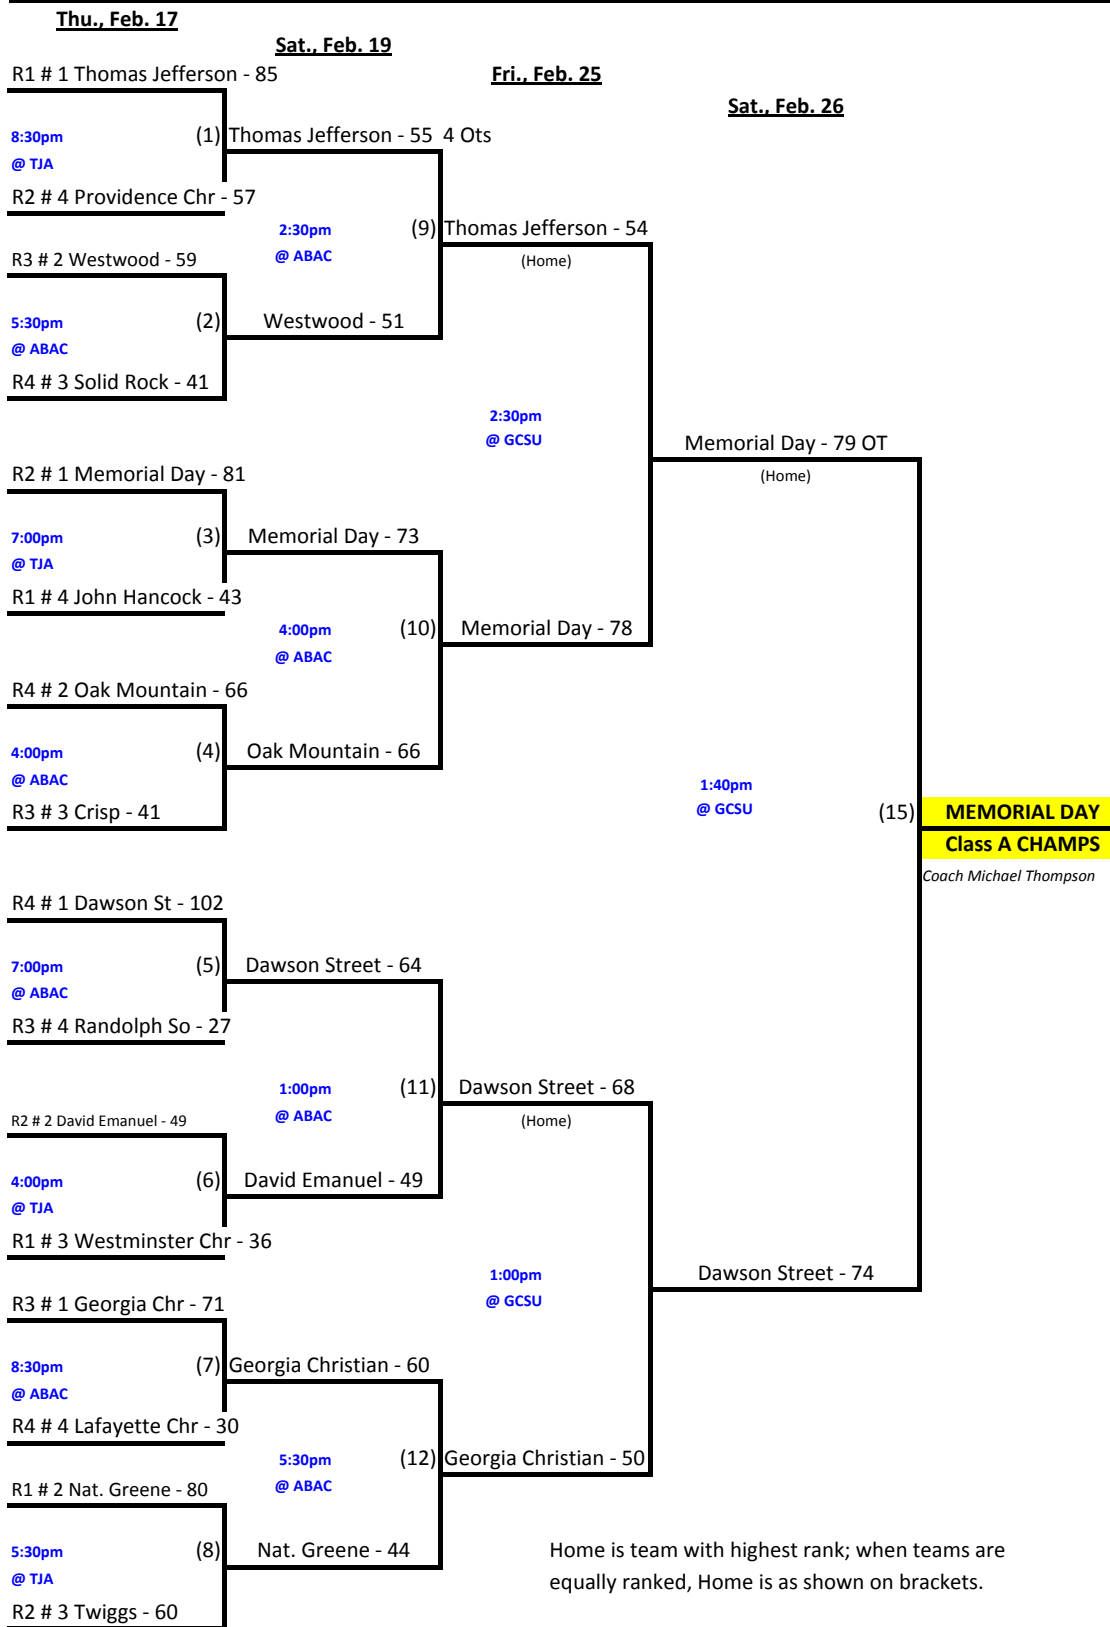 Thu., Feb. 17
Sat., Feb. 19
Fri., Feb. 25
Sat., Feb. 26
R1 # 1 Thomas Jefferson - 85
8:30pm
@ TJA
(1)
R2 # 4 Providence Chr - 57
Thomas Jefferson - 55 4 Ots
2:30pm
@ ABAC
(9)
R3 # 2 Westwood - 59
5:30pm
@ ABAC
(2)
R4 # 3 Solid Rock - 41
Westwood - 51
Thomas Jefferson - 54
(Home)
2:30pm
@ GCSU
R2 # 1 Memorial Day - 81
7:00pm
@ TJA
(3)
R1 # 4 John Hancock - 43
Memorial Day - 73
4:00pm
@ ABAC
(10)
Memorial Day - 78
R4 # 2 Oak Mountain - 66
4:00pm
@ ABAC
(4)
R3 # 3 Crisp - 41
Oak Mountain - 66
Memorial Day - 79 OT
(Home)
1:40pm
@ GCSU
(15)
MEMORIAL DAY
Class A CHAMPS
Coach Michael Thompson
R4 # 1 Dawson St - 102
7:00pm
@ ABAC
(5)
R3 # 4 Randolph So - 27
Dawson Street - 64
1:00pm
@ ABAC
(11)
R2 # 2 David Emanuel - 49
4:00pm
@ TJA
(6)
R1 # 3 Westminster Chr - 36
David Emanuel - 49
Dawson Street - 68
(Home)
1:00pm
@ GCSU
Dawson Street - 74
R3 # 1 Georgia Chr - 71
8:30pm
@ ABAC
(7)
R4 # 4 Lafayette Chr - 30
Georgia Christian - 60
5:30pm
@ ABAC
(12)
Georgia Christian - 50
R1 # 2 Nat. Greene - 80
5:30pm
@ TJA
(8)
R2 # 3 Twiggs - 60
Nat. Greene - 44
Home is team with highest rank; when teams are
equally ranked, Home is as shown on brackets.